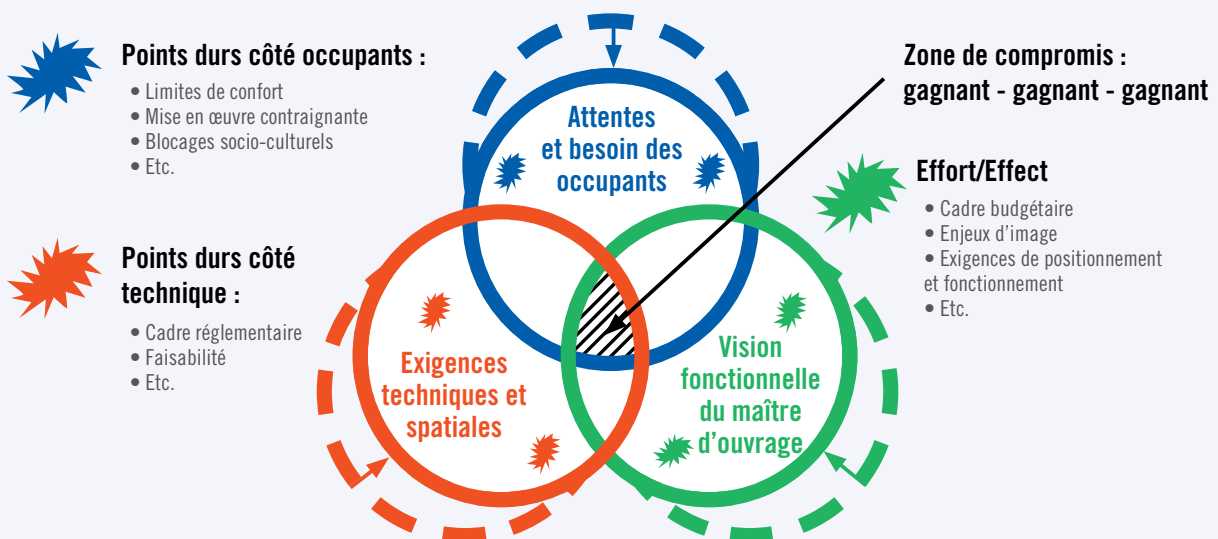 Points durs côté occupants :
• Limites de confort
• Mise en œuvre contraignante
• Blocages socio-culturels
• Etc.
Points durs côté
technique :
• Cadre réglementaire
• Faisabilité
• Etc.
Attentes
et besoin des
occupants
Exigences
techniques et
spatiales
Vision
fonctionnelle
du maître
d'ouvrage
Zone de compromis :
gagnant - gagnant - gagnant
Effort/Effect
• Cadre budgétaire
• Enjeux d'image
• Exigences de positionnement
et fonctionnement
• Etc.